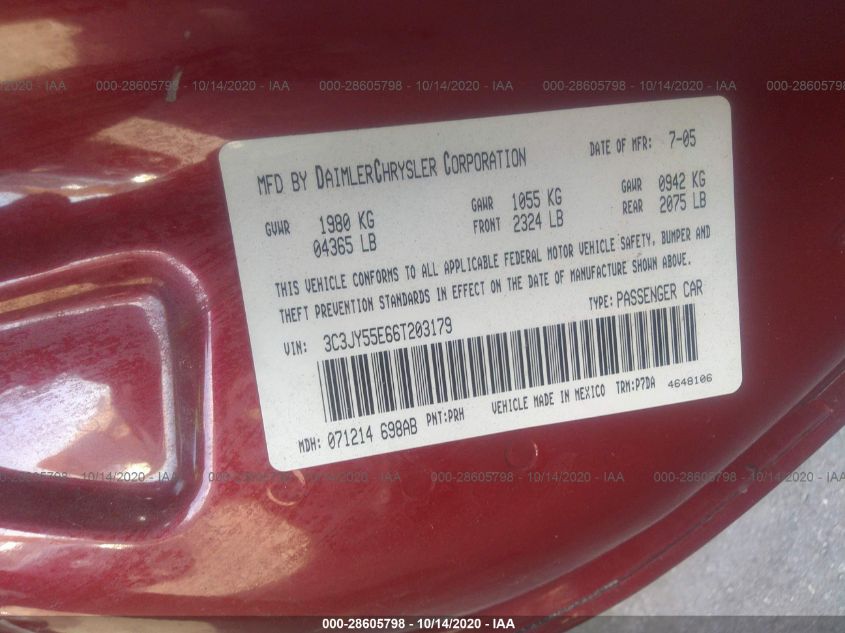 000-28605798 - 10/14/2020 - IAA
000-28605798 - 10/14/2020 - IAA
000-28605798 - 10/14/2020 - IAA
MFD BY DAIMLERCHRYSLER CORPORATION
DATE OF MFR: 7-05
GVWR 1980 KG
04365 LB
GAWR 1055 KG
FRONT 2324 LB
GAWR 0942 KG
REAR 2075 LB
THIS VEHICLE CONFORMS TO ALL APPLICABLE FEDERAL MOTOR VEHICLE SAFETY, BUMPER AND
THEFT PREVENTION STANDARDS IN EFFECT ON THE DATE OF MANUFACTURE SHOWN ABOVE.
VIN: 3C3JY55E66T203179
TYPE: PASSENGER CAR
MDH: 071214 698AB PNT:PRH VEHICLE MADE IN MEXICO TRM:P7DA 4648106
000-28605798 - 10/14/2020 - IAA
000-28605798 - 10/14/2020 - IAA
000-28605798 - 10/14/2020 - IAA